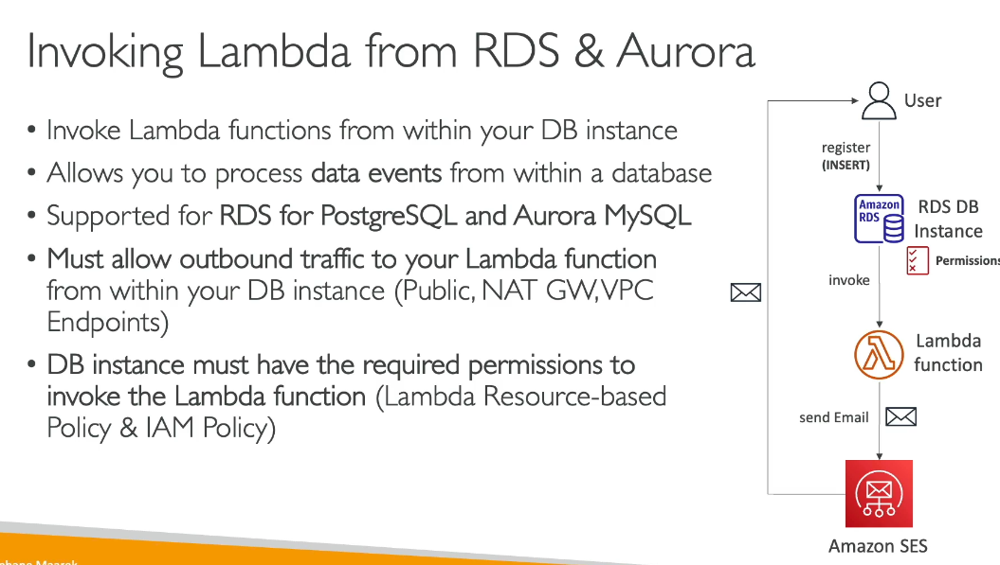 Invoking Lambda from RDS & Aurora
• Invoke Lambda functions from within your DB instance
• Allows you to process data events from within a database
• Supported for RDS for PostgreSQL and Aurora MySQL
• Must allow outbound traffic to your Lambda function
from within your DB instance (Public, NAT GW, VPC
Endpoints)
• DB instance must have the required permissions to
invoke the Lambda function (Lambda Resource-based
Policy & IAM Policy)
User
register
(INSERT)
Amazon
RDS
RDS DB
Instance
Permissions
invoke
Lambda
function
send Email
Amazon SES